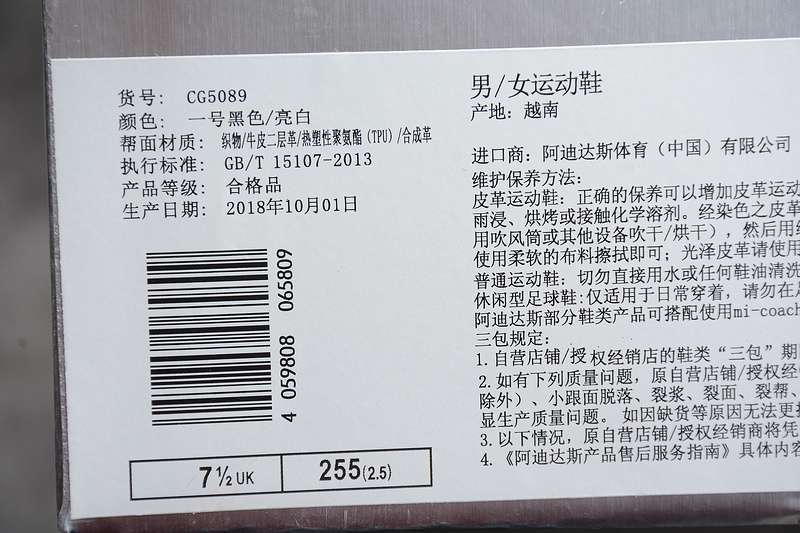 货号: CG5089
颜色: 一号黑色/亮白
帮面材质: 织物/牛皮二层革/热塑性聚氨酯(TPU)/合成革
执行标准: GB/T 15107-2013
产品等级: 合格品
生产日期: 2018年10月01日
4 059808 065809
7½ UK
255(2.5)
男/女运动鞋
产地: 越南
进口商: 阿迪达斯体育(中国)有限公司
维护保养方法:
皮革运动鞋: 正确的保养可以增加皮革运动
雨浸、烘烤或接触化学溶剂。经染色之皮革
用吹风筒或其他设备吹干/烘干), 然后用
使用柔软的布料擦拭即可; 光泽皮革请使用
普通运动鞋: 切勿直接用水或任何鞋油清洗
休闲型足球鞋:仅适用于日常穿着, 请勿在
阿迪达斯部分鞋类产品可搭配使用mi-coach
三包规定:
1. 自营店铺/授权经销店的鞋类“三包”期
2. 如有下列质量问题, 原自营店铺/授权经
除外)、小跟面脱落、裂浆、裂面、裂帮、
显生产质量问题。如因缺货等原因无法更
3. 以下情况, 原自营店铺/授权经销商将凭
4. 《阿迪达斯产品售后服务指南》具体内容